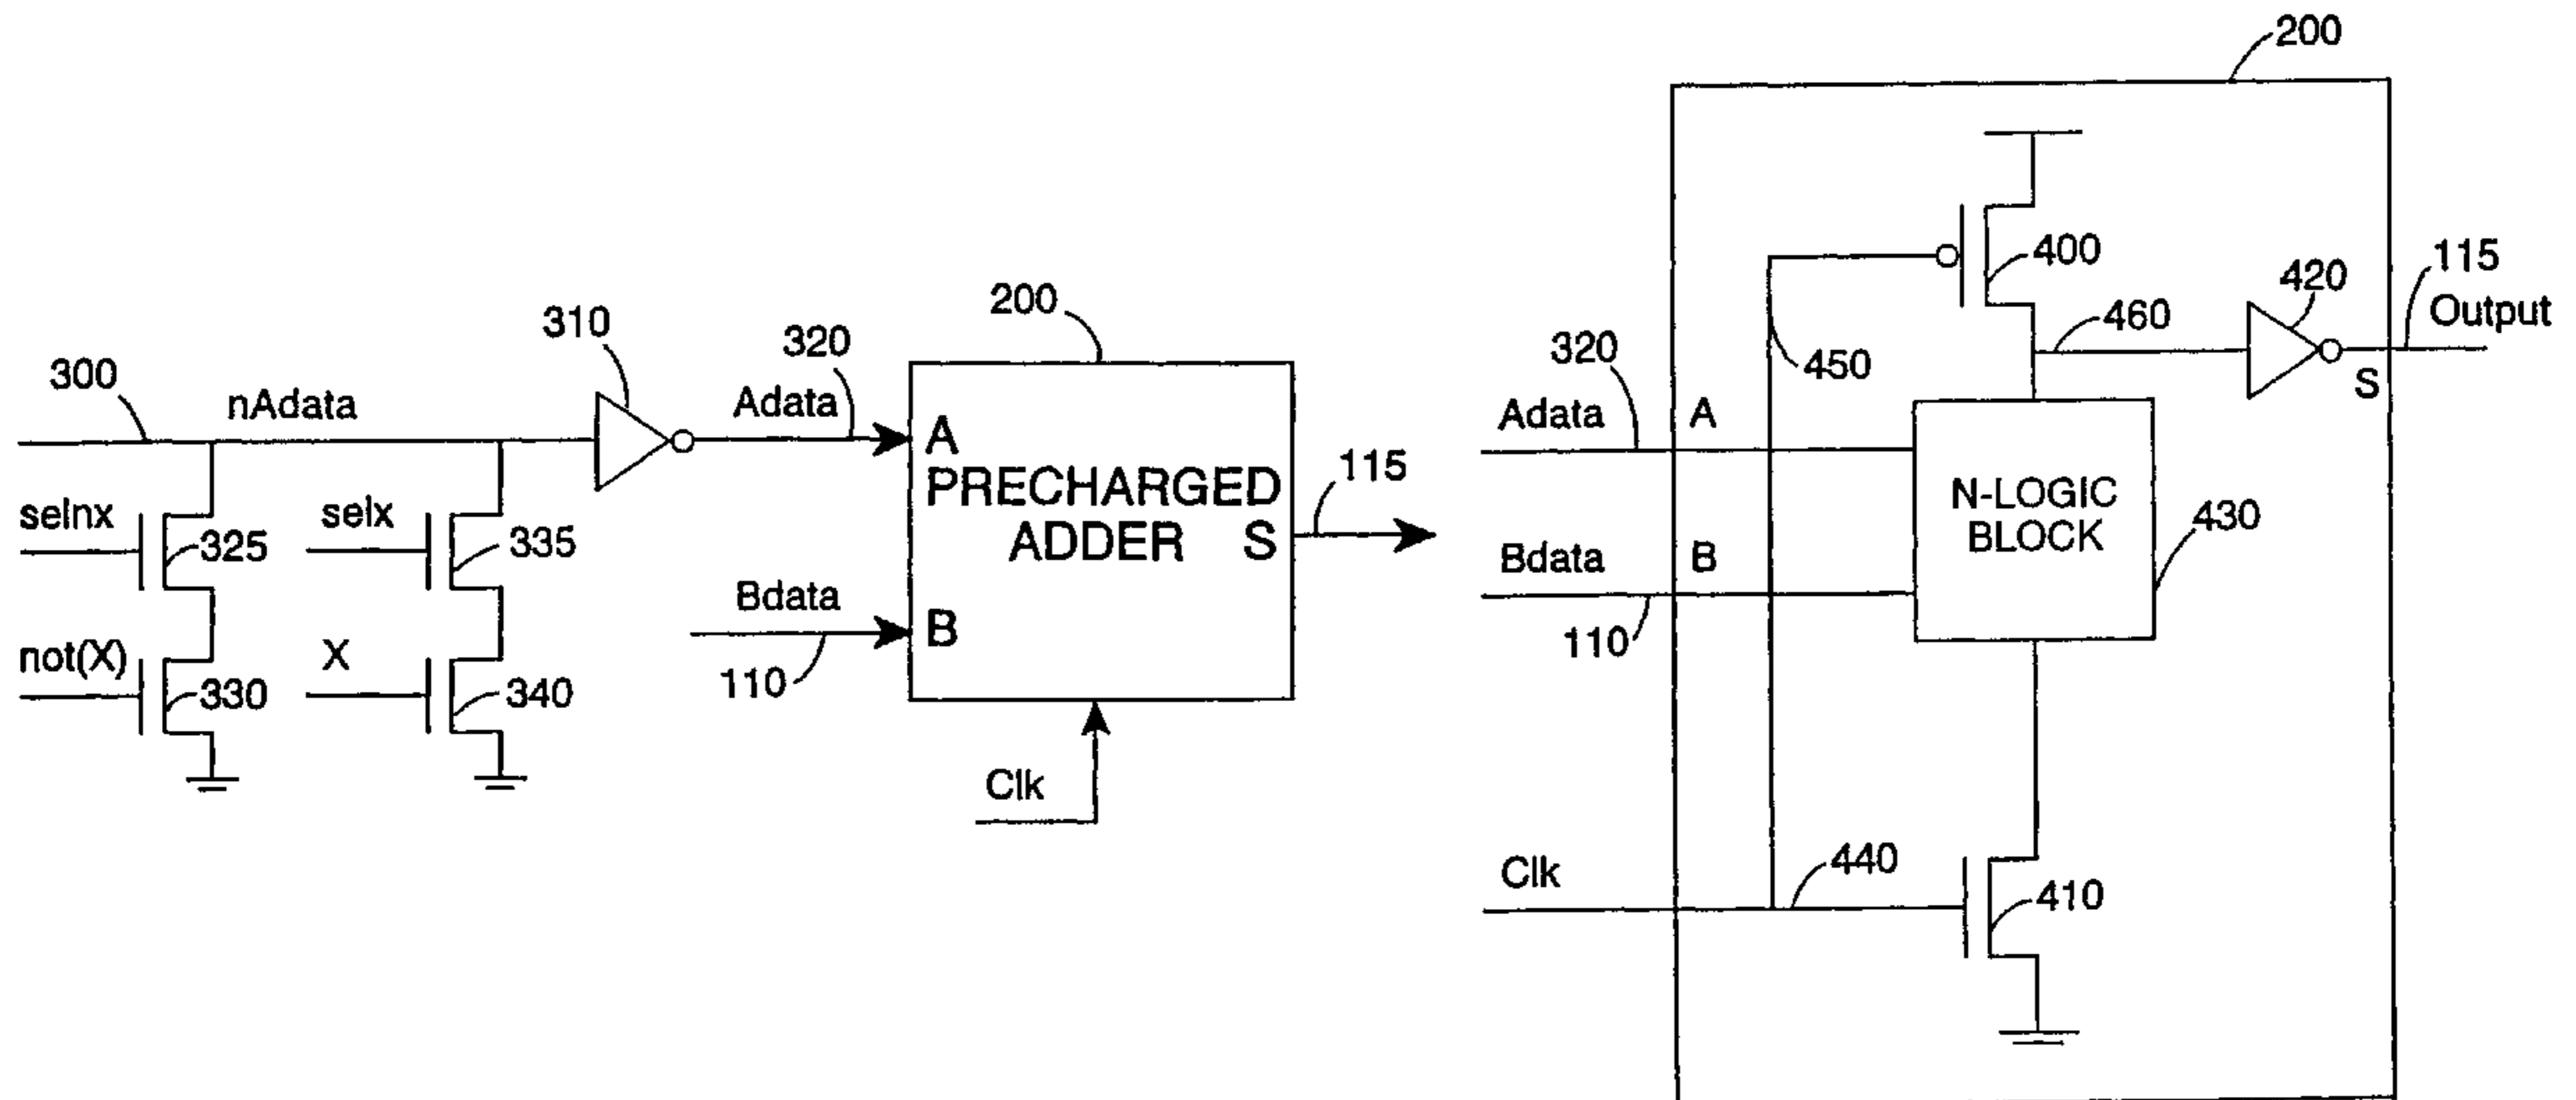 300
nAdata
310
Adata
320
200
selnx
325
selx
335
not(X)
330
X
340
A
PRECHARGED
ADDER
S
B
115
Bdata
110
Clk
200
400
450
460
420
115
Output
S
320
Adata
A
N-LOGIC
BLOCK
430
Bdata
B
110
Clk
440
410